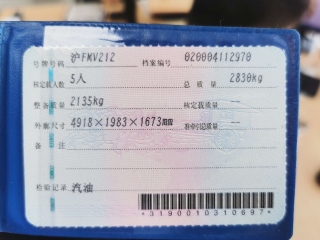 号牌号码 沪FMV212 档案编号 020004112970
核定载人数 5人 总质量 2830kg
整备质量 2135kg 核定载质量 --
外廓尺寸 4918×1983×1673mm 准牵引总质量 --
备注
检验记录 汽油
*3190010310697*